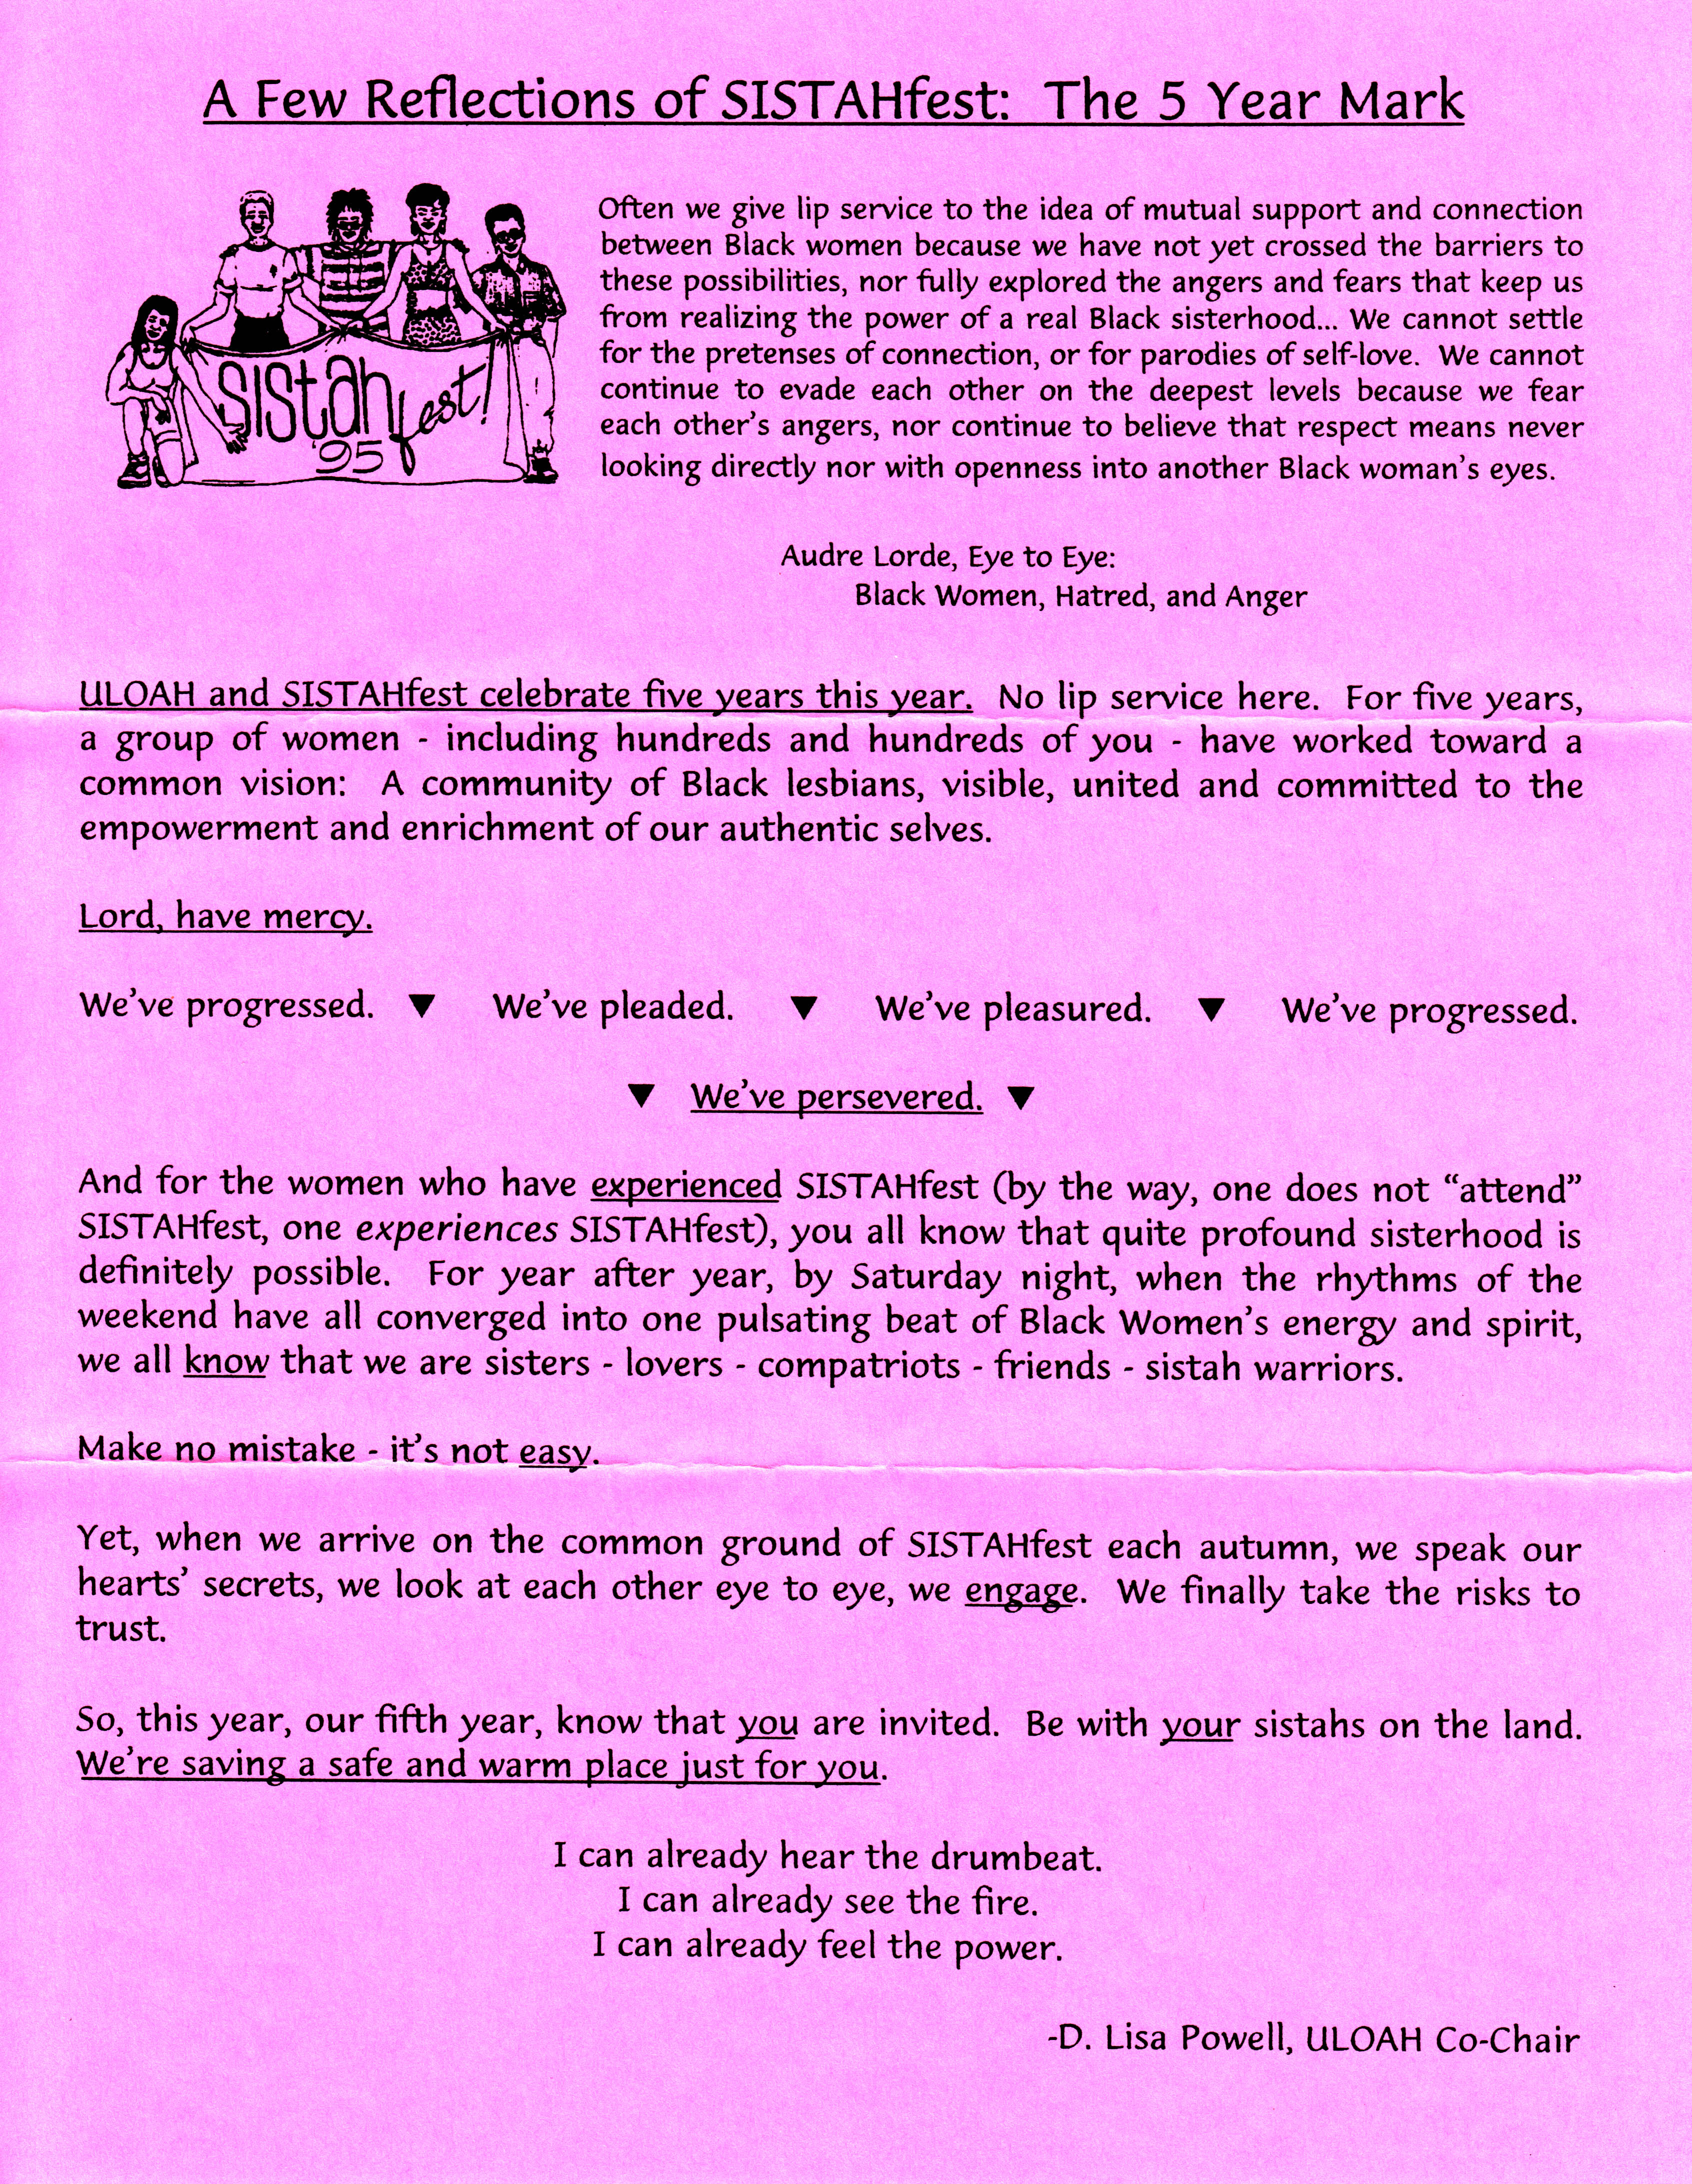 A Few Reflections of SISTAHfest: The 5 Year Mark
sistah fest!
'95
Often we give lip service to the idea of mutual support and connection
between Black women because we have not yet crossed the barriers to
these possibilities, nor fully explored the angers and fears that keep us
from realizing the power of a real Black sisterhood... We cannot settle
for the pretenses of connection, or for parodies of self-love. We cannot
continue to evade each other on the deepest levels because we fear
each other's angers, nor continue to believe that respect means never
looking directly nor with openness into another Black woman's eyes.
Audre Lorde, Eye to Eye:
Black Women, Hatred, and Anger
ULOAH and SISTAHfest celebrate five years this year. No lip service here. For five years,
a group of women - including hundreds and hundreds of you - have worked toward a
common vision: A community of Black lesbians, visible, united and committed to the
empowerment and enrichment of our authentic selves.
Lord, have mercy.
We've progressed. ▼ We've pleaded. ▼ We've pleasured. ▼ We've progressed.
▼ We've persevered. ▼
And for the women who have experienced SISTAHfest (by the way, one does not “attend”
SISTAHfest, one experiences SISTAHfest), you all know that quite profound sisterhood is
definitely possible. For year after year, by Saturday night, when the rhythms of the
weekend have all converged into one pulsating beat of Black Women's energy and spirit,
we all know that we are sisters - lovers - compatriots - friends - sistah warriors.
Make no mistake - it's not easy.
Yet, when we arrive on the common ground of SISTAHfest each autumn, we speak our
hearts' secrets, we look at each other eye to eye, we engage. We finally take the risks to
trust.
So, this year, our fifth year, know that you are invited. Be with your sistahs on the land.
We're saving a safe and warm place just for you.
I can already hear the drumbeat.
I can already see the fire.
I can already feel the power.
-D. Lisa Powell, ULOAH Co-Chair